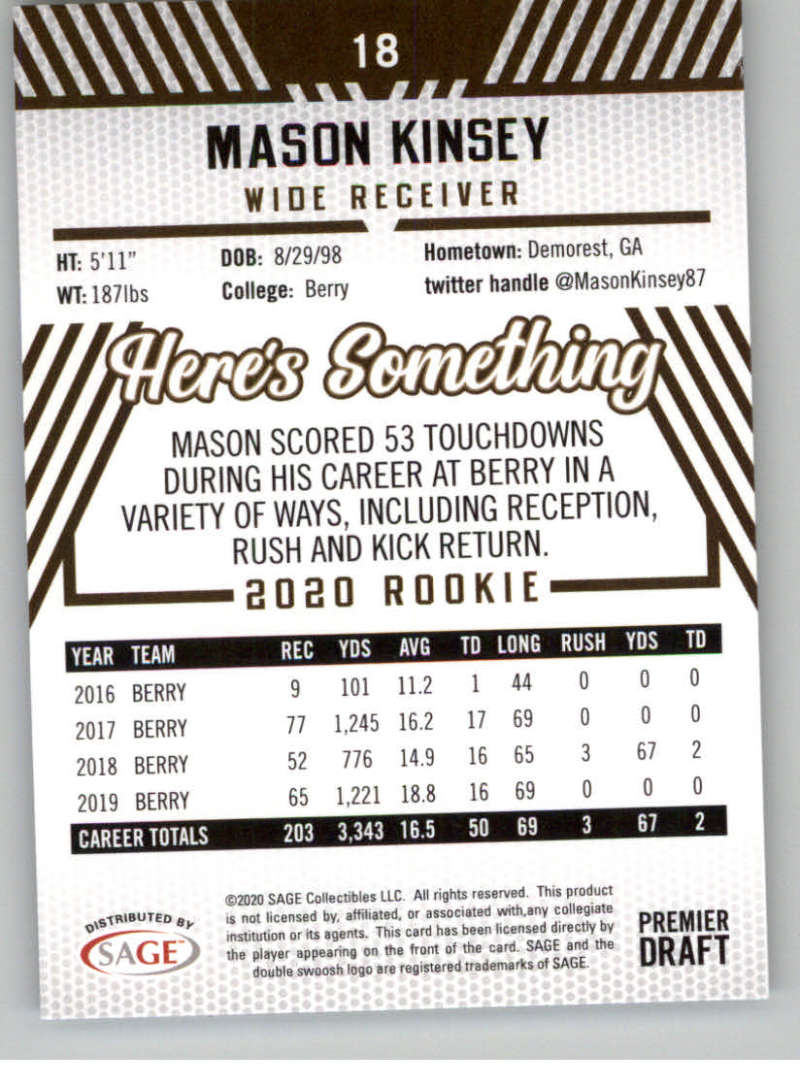 18
MASON KINSEY
WIDE RECEIVER
HT: 5'11" DOB: 8/29/98 Hometown: Demorest, GA
WT: 187lbs College: Berry twitter handle @MasonKinsey87
Here's Something
MASON SCORED 53 TOUCHDOWNS
DURING HIS CAREER AT BERRY IN A
VARIETY OF WAYS, INCLUDING RECEPTION,
RUSH AND KICK RETURN.
2020 ROOKIE
YEAR TEAM REC YDS AVG TD LONG RUSH YDS TD
2016 BERRY 9 101 11.2 1 44 0 0 0
2017 BERRY 77 1,245 16.2 17 69 0 0 0
2018 BERRY 52 776 14.9 16 65 3 67 2
2019 BERRY 65 1,221 18.8 16 69 0 0 0
CAREER TOTALS 203 3,343 16.5 50 69 3 67 2
DISTRIBUTED BY
SAGE™
©2020 SAGE Collectibles LLC. All rights reserved. This product
is not licensed by, affiliated, or associated with,any collegiate
institution or its agents. This card has been licensed directly by
the player appearing on the front of the card. SAGE and the
double swoosh logo are registered trademarks of SAGE.
PREMIER
DRAFT